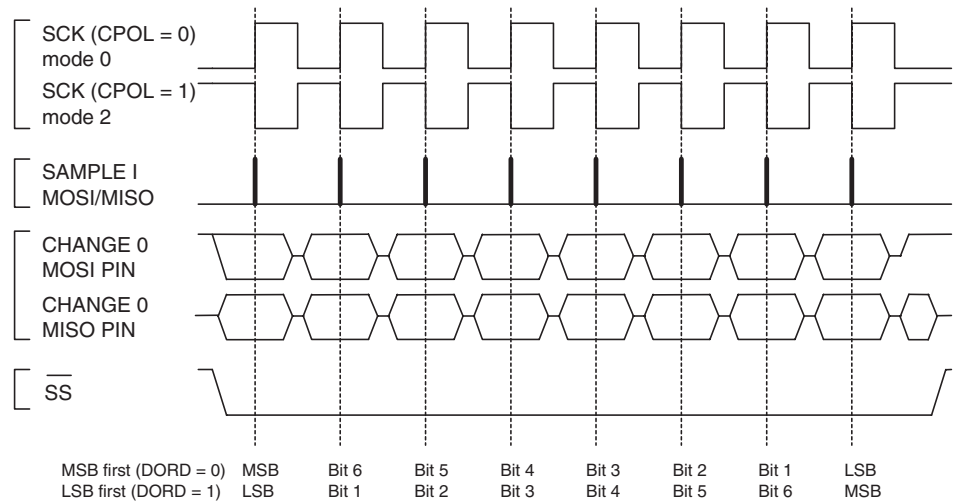 SCK (CPOL = 0)
mode 0
SCK (CPOL = 1)
mode 2
SAMPLE I
MOSI/MISO
CHANGE 0
MOSI PIN
CHANGE 0
MISO PIN
SS
MSB first (DORD = 0) MSB Bit 6 Bit 5 Bit 4 Bit 3 Bit 2 Bit 1 LSB
LSB first (DORD = 1) LSB Bit 1 Bit 2 Bit 3 Bit 4 Bit 5 Bit 6 MSB